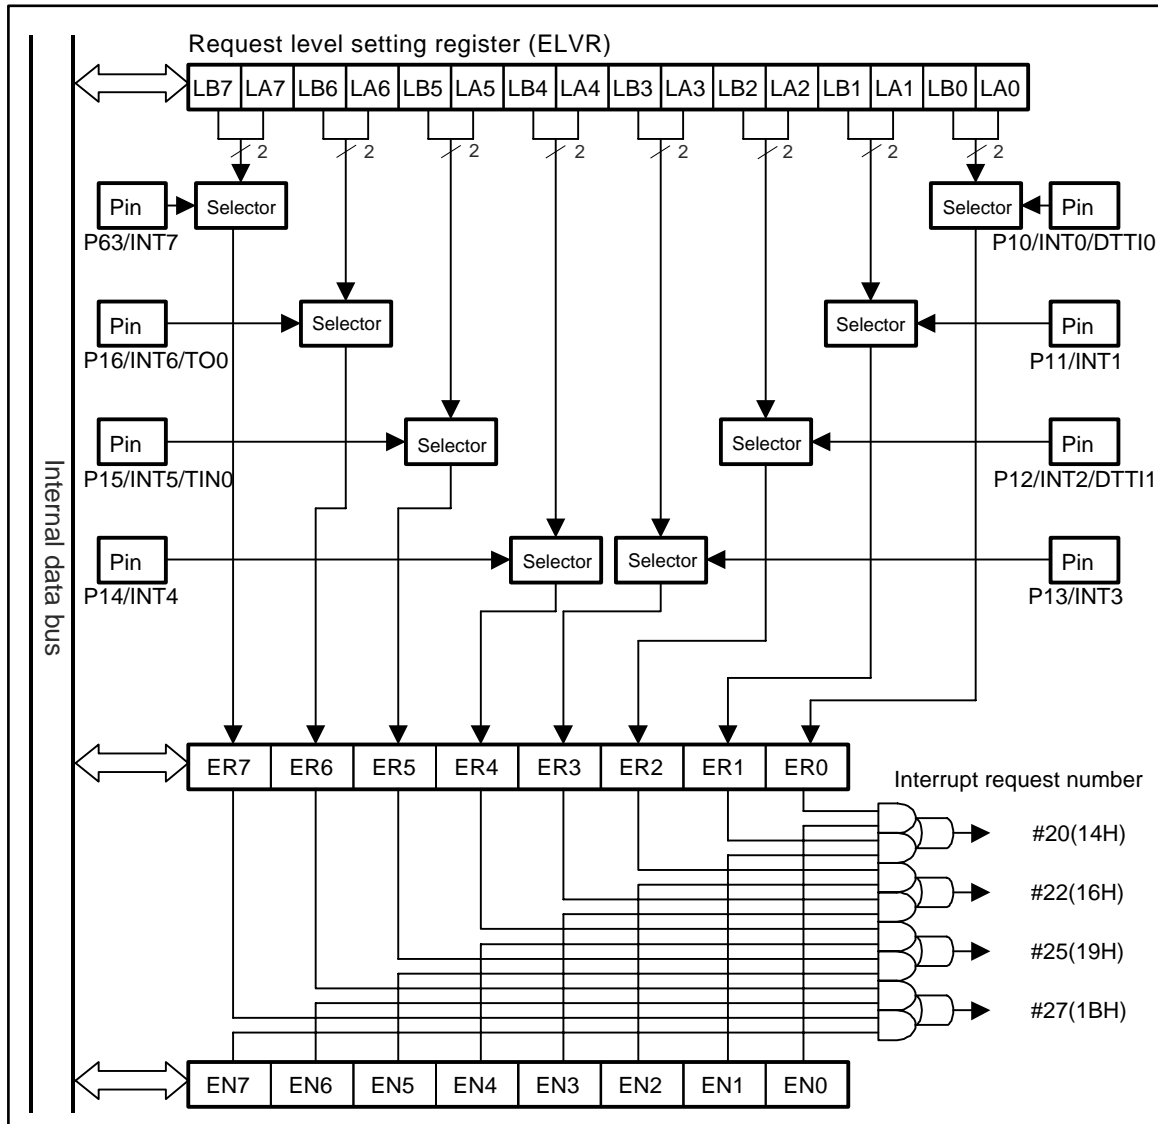 Request level setting register (ELVR)
LB7 LA7 LB6 LA6 LB5 LA5 LB4 LA4 LB3 LA3 LB2 LA2 LB1 LA1 LB0 LA0
2 2 2 2 2 2 2 2
Pin Selector Selector Pin
P63/INT7 P10/INT0/DTTI0
Pin Selector Selector Pin
P16/INT6/TO0 P11/INT1
Pin Selector Selector Pin
P15/INT5/TIN0 P12/INT2/DTTI1
Internal data bus
Pin Selector Selector Pin
P14/INT4 P13/INT3
ER7 ER6 ER5 ER4 ER3 ER2 ER1 ER0
Interrupt request number
#20(14H)
#22(16H)
#25(19H)
#27(1BH)
EN7 EN6 EN5 EN4 EN3 EN2 EN1 EN0